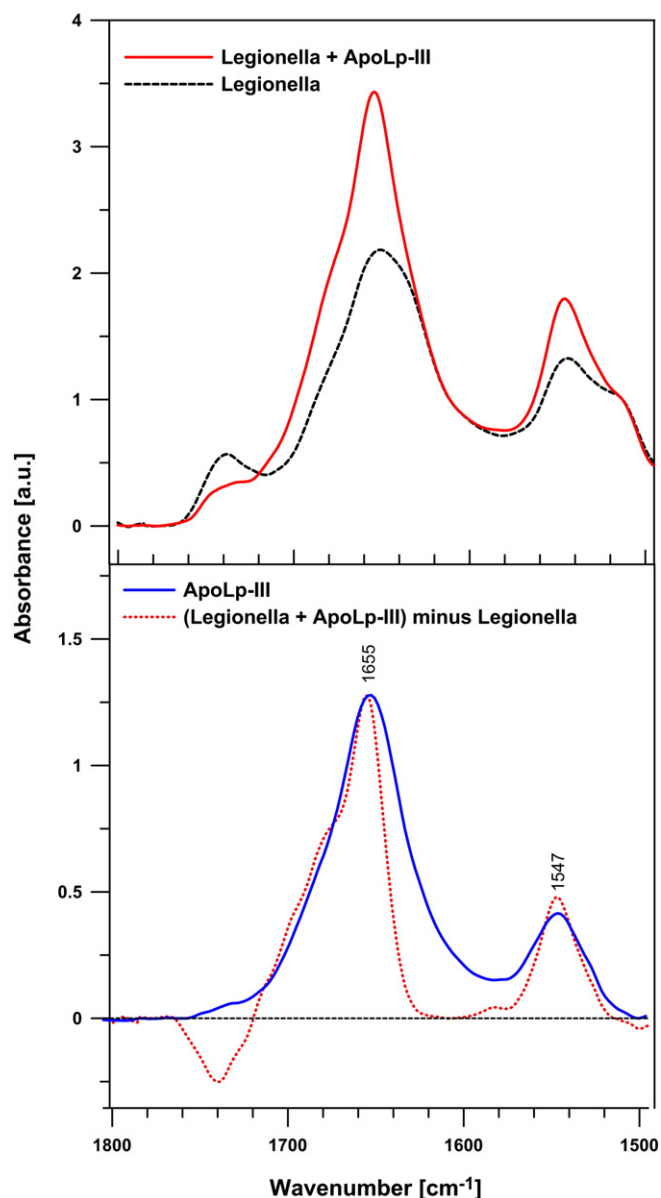 4
Legionella + ApoLp-III
Legionella
3
2
1
0
Absorbance [a.u.]
ApoLp-III
(Legionella + ApoLp-III) minus Legionella
1.5
1655
1
1547
0.5
0
1800 1700 1600 1500
Wavenumber [cm-1]